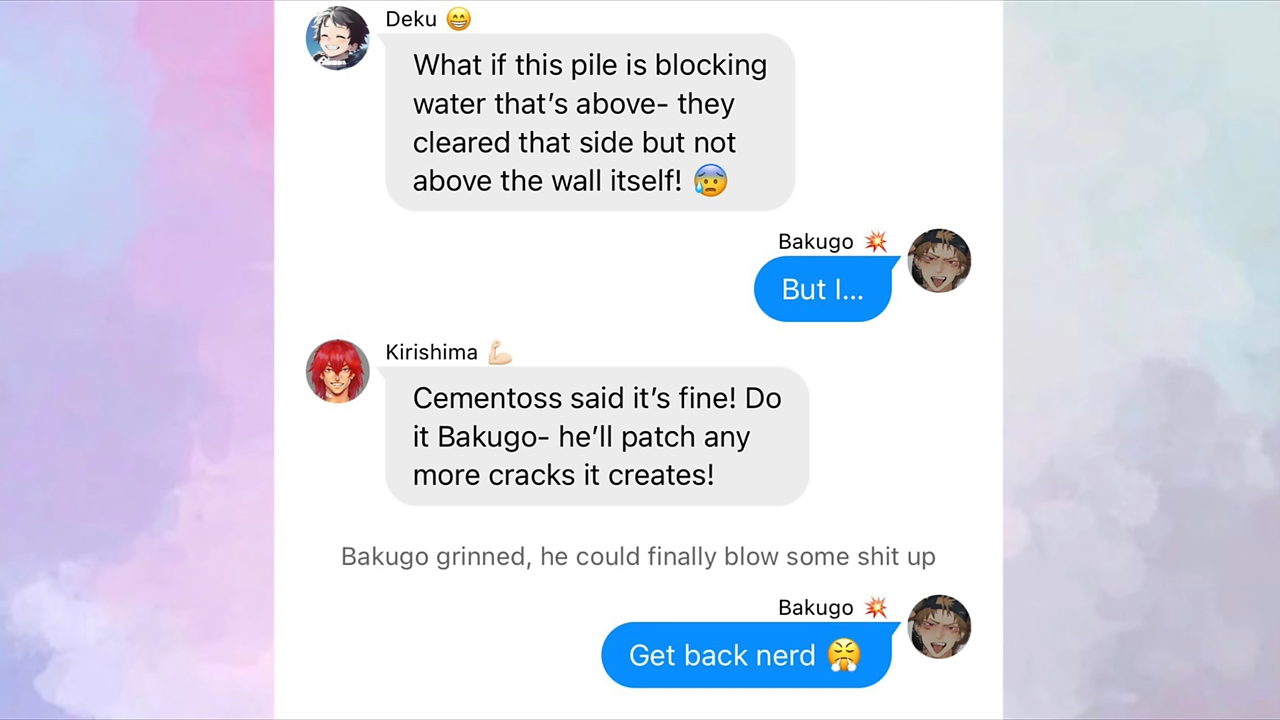 Deku 😁
What if this pile is blocking
water that’s above- they
cleared that side but not
above the wall itself! 😰
Bakugo 💥
But I...
Kirishima 💪🏻
Cementoss said it’s fine! Do
it Bakugo- he’ll patch any
more cracks it creates!
Bakugo grinned, he could finally blow some shit up
Bakugo 💥
Get back nerd 😤